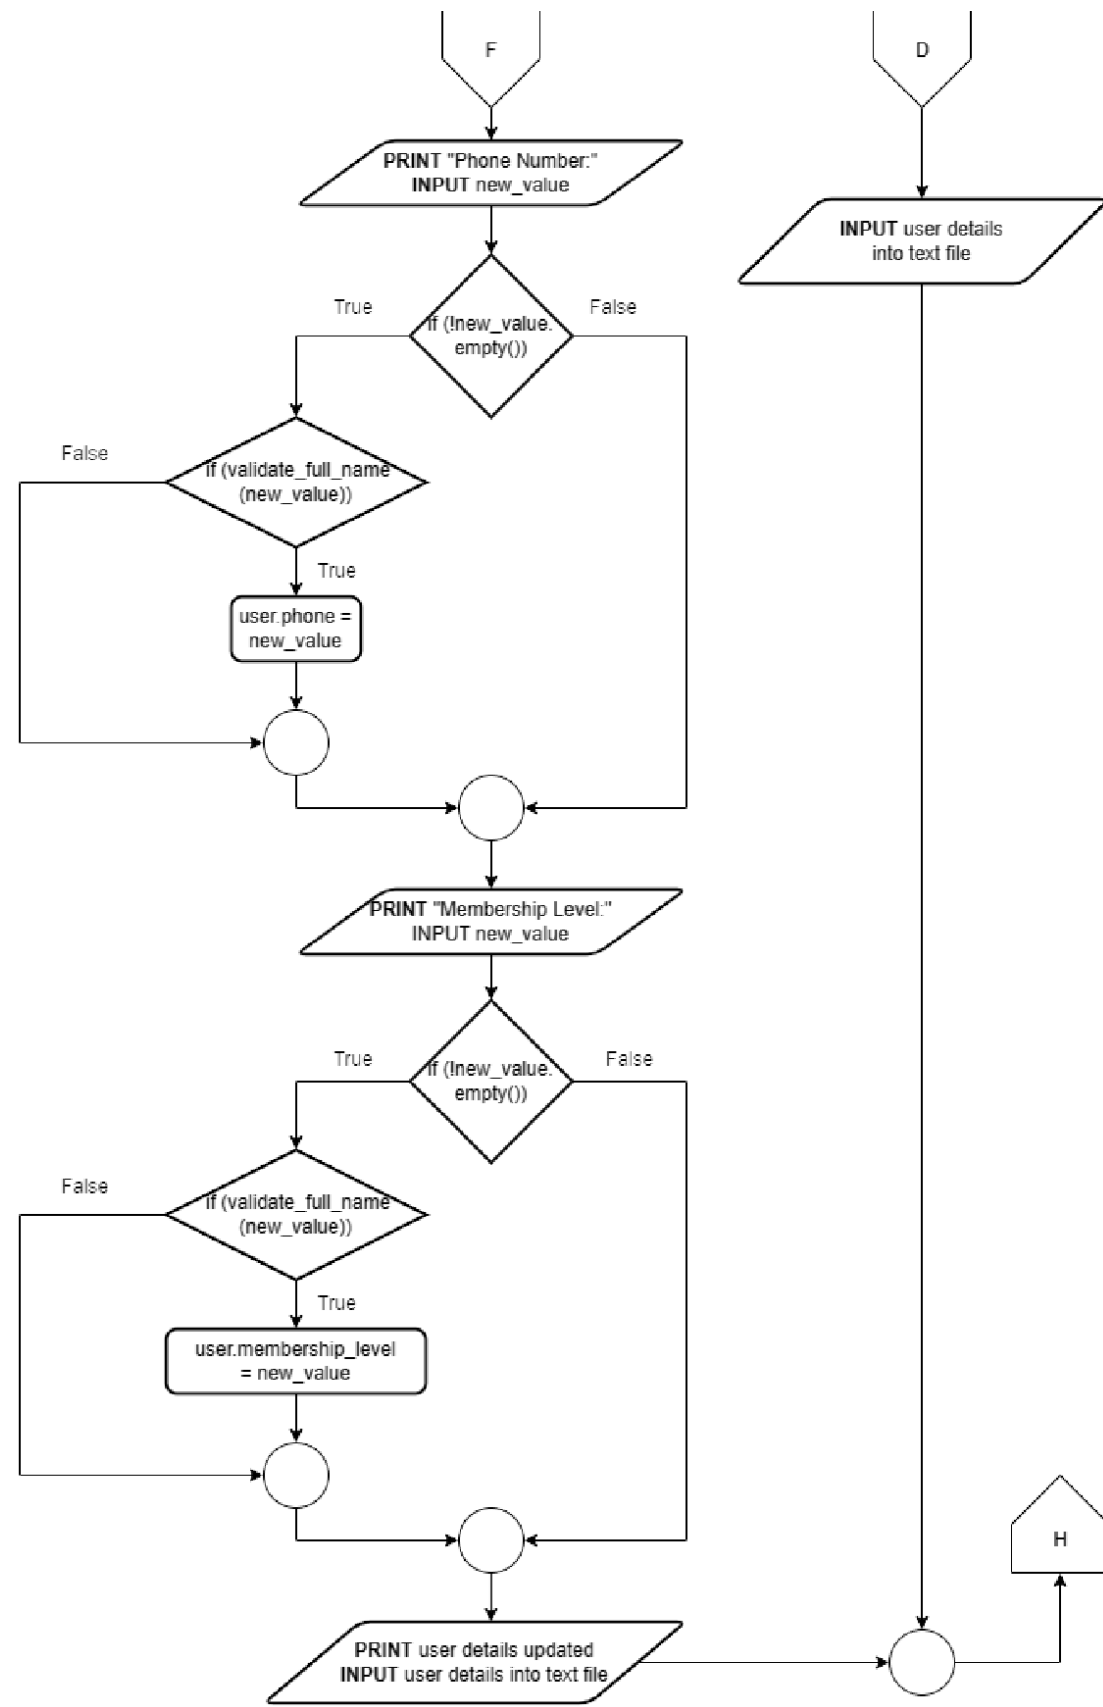 F
D
PRINT "Phone Number:"
INPUT new_value
INPUT user details
into text file
True
False
if (!new_value.
empty())
False
if (validate_full_name
(new_value))
True
user.phone =
new_value
PRINT "Membership Level:"
INPUT new_value
True
False
if (!new_value.
empty())
False
if (validate_full_name
(new_value))
True
user.membership_level
= new_value
H
PRINT user details updated
INPUT user details into text file